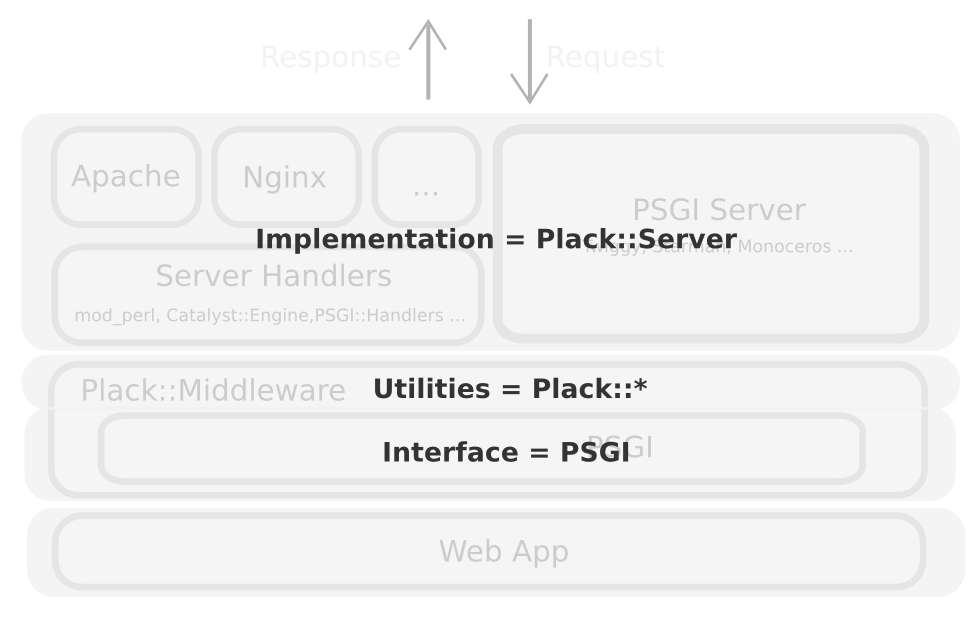 Response
Request
Apache
Nginx
...
PSGI Server
Implementation = Plack::Server
Starman, Monoceros ...
Server Handlers
mod_perl, Catalyst::Engine,PSGI::Handlers ...
Plack::Middleware
Utilities = Plack::*
PSGI
Interface = PSGI
Web App